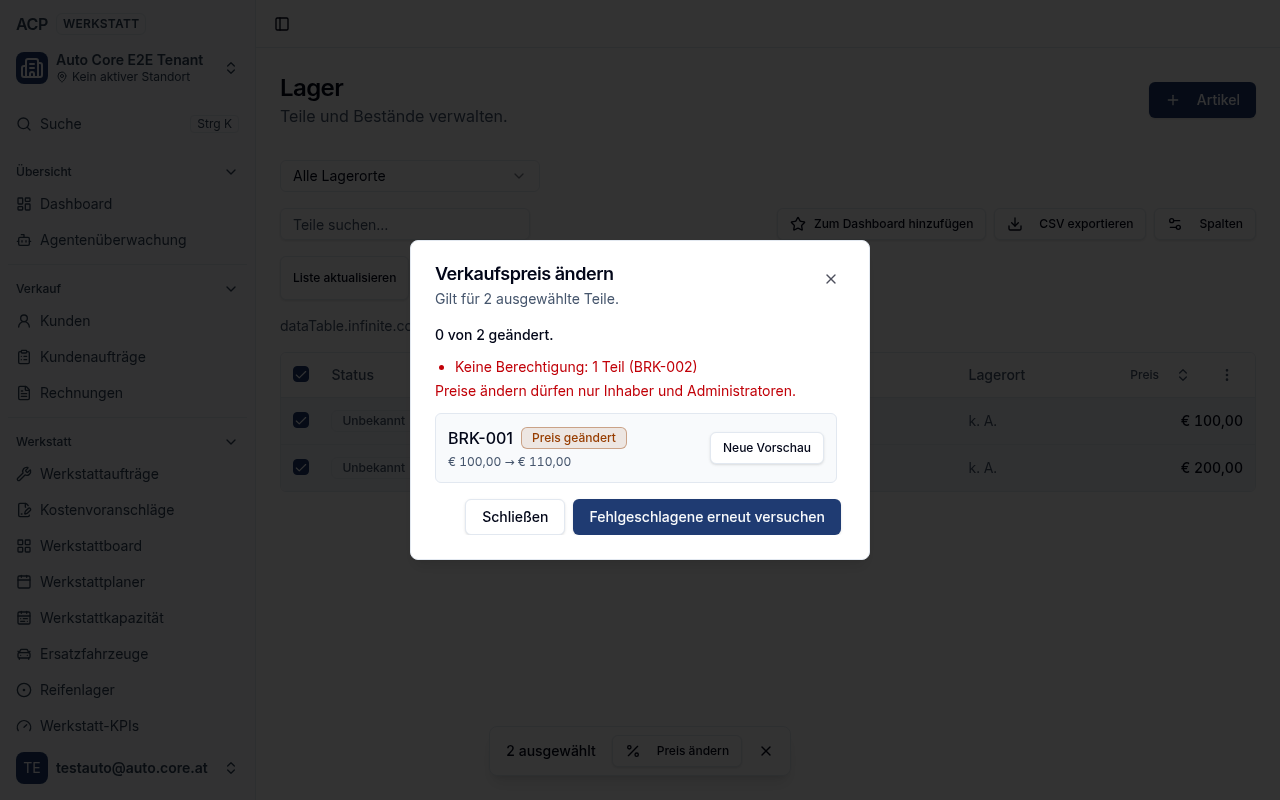 ACP WERKSTATT
Auto Core E2E Tenant
Kein aktiver Standort
Suche Strg K
Übersicht
Dashboard
Agentenüberwachung
Verkauf
Kunden
Kundenaufträge
Rechnungen
Werkstatt
Werkstattaufträge
Kostenvoranschläge
Werkstattboard
Werkstattplaner
Werkstattkapazität
Ersatzfahrzeuge
Reifenlager
Werkstatt-KPIs
TE testauto@auto.core.at
Lager
Teile und Bestände verwalten.
Artikel
Alle Lagerorte
Teile suchen...
Zum Dashboard hinzufügen
CSV exportieren
Spalten
Liste aktualisieren
Status Lagerort Preis
Unbekannt k. A. € 100,00
Unbekannt k. A. € 200,00
Verkaufspreis ändern
Gilt für 2 ausgewählte Teile.
0 von 2 geändert.
• Keine Berechtigung: 1 Teil (BRK-002)
Preise ändern dürfen nur Inhaber und Administratoren.
BRK-001 Preis geändert
€ 100,00 → € 110,00
Neue Vorschau
Schließen
Fehlgeschlagene erneut versuchen
2 ausgewählt
Preis ändern